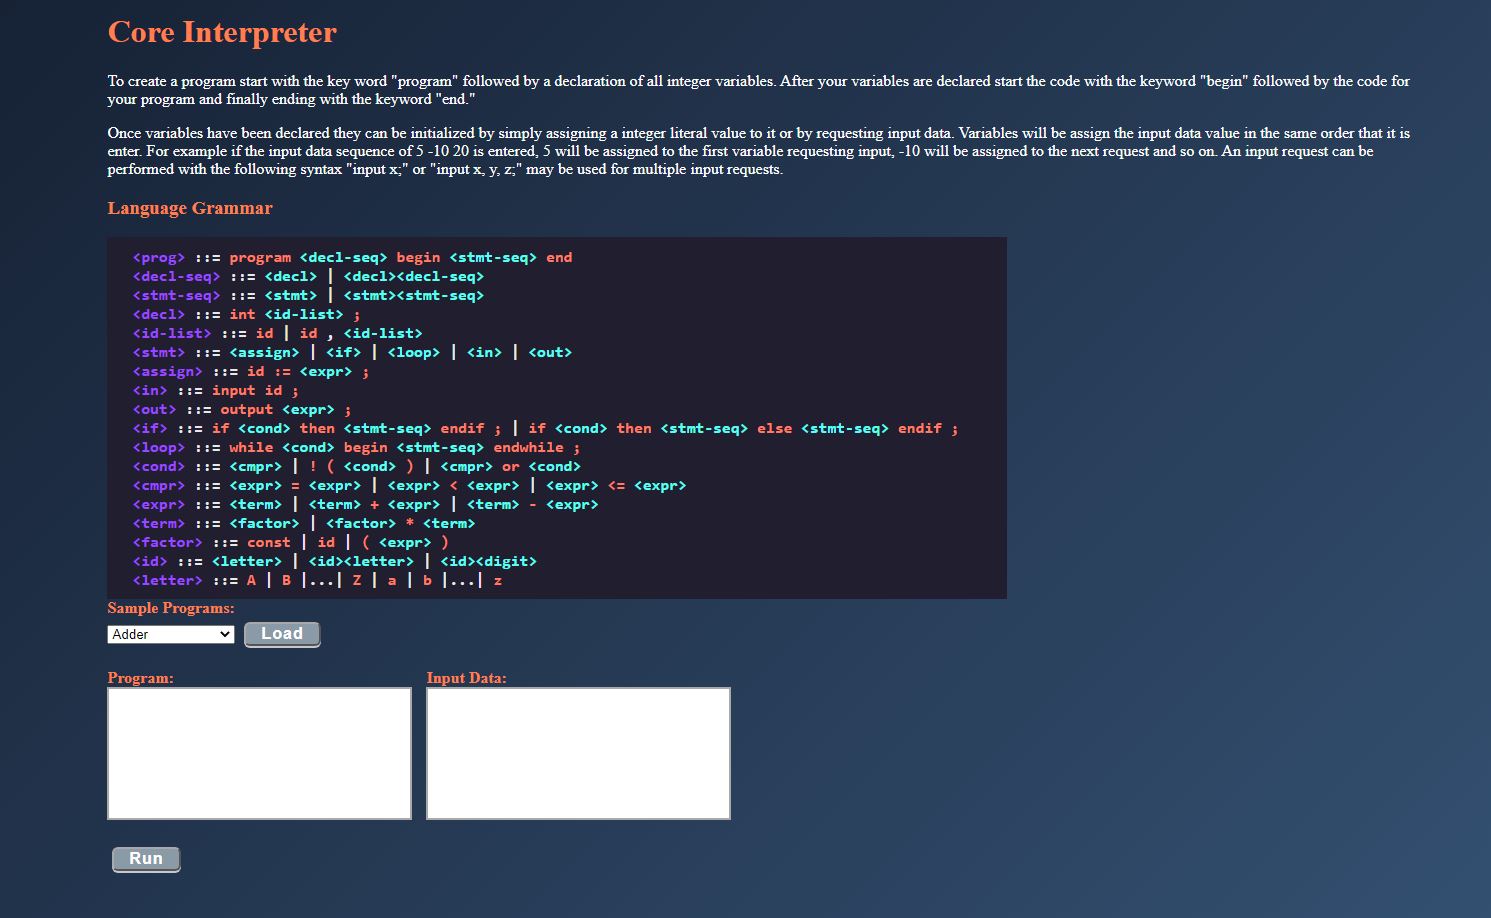 Core Interpreter
To create a program start with the key word "program" followed by a declaration of all integer variables. After your variables are declared start the code with the keyword "begin" followed by the code for
your program and finally ending with the keyword "end."
Once variables have been declared they can be initialized by simply assigning a integer literal value to it or by requesting input data. Variables will be assign the input data value in the same order that it is
enter. For example if the input data sequence of 5 -10 20 is entered, 5 will be assigned to the first variable requesting input, -10 will be assigned to the next request and so on. An input request can be
performed with the following syntax "input x;" or "input x, y, z;" may be used for multiple input requests.
Language Grammar
<prog> ::= program <decl-seq> begin <stmt-seq> end
<decl-seq> ::= <decl> | <decl><decl-seq>
<stmt-seq> ::= <stmt> | <stmt><stmt-seq>
<decl> ::= int <id-list> ;
<id-list> ::= id | id , <id-list>
<stmt> ::= <assign> | <if> | <loop> | <in> | <out>
<assign> ::= id := <expr> ;
<in> ::= input id ;
<out> ::= output <expr> ;
<if> ::= if <cond> then <stmt-seq> endif ; | if <cond> then <stmt-seq> else <stmt-seq> endif ;
<loop> ::= while <cond> begin <stmt-seq> endwhile ;
<cond> ::= <cmpr> | ! ( <cond> ) | <cmpr> or <cond>
<cmpr> ::= <expr> = <expr> | <expr> < <expr> | <expr> <= <expr>
<expr> ::= <term> | <term> + <expr> | <term> - <expr>
<term> ::= <factor> | <factor> * <term>
<factor> ::= const | id | ( <expr> )
<id> ::= <letter> | <id><letter> | <id><digit>
<letter> ::= A | B |...| Z | a | b |...| z
Sample Programs:
Adder Load
Program: Input Data:
Run